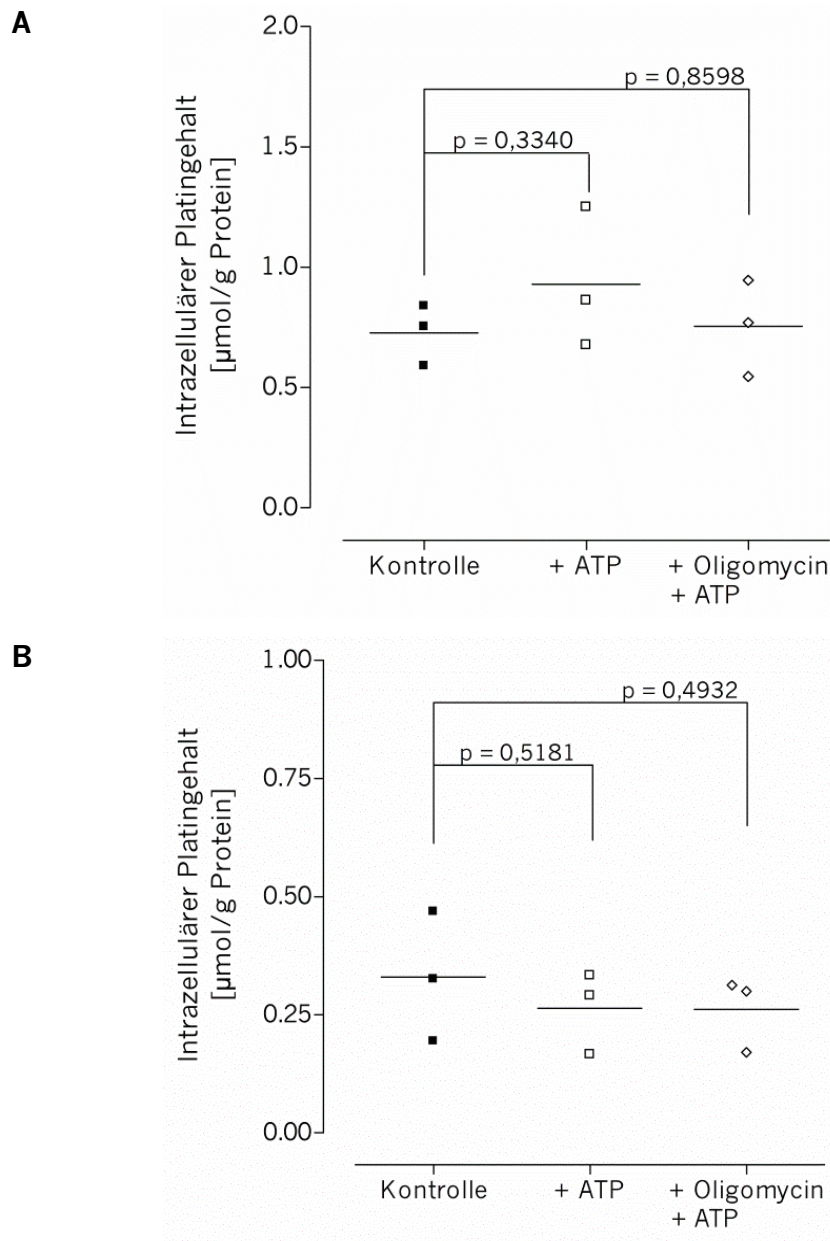 A
Intrazellulärer Platingehalt
[µmol/g Protein]
2.0
1.5
1.0
0.5
0.0
p = 0,8598
p = 0,3340
Kontrolle
+ ATP
+ Oligomycin
+ ATP
B
Intrazellulärer Platingehalt
[µmol/g Protein]
1.00
0.75
0.50
0.25
0.00
p = 0,4932
p = 0,5181
Kontrolle
+ ATP
+ Oligomycin
+ ATP